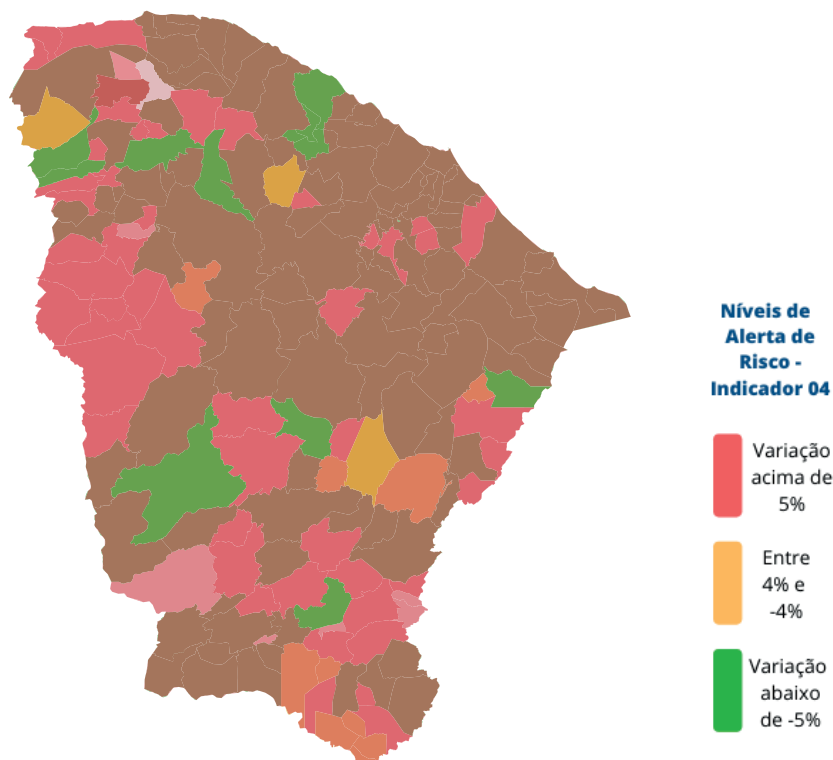 Níveis de
Alerta de
Risco -
Indicador 04
Variação
acima de
5%
Entre
4% e
-4%
Variação
abaixo
de -5%